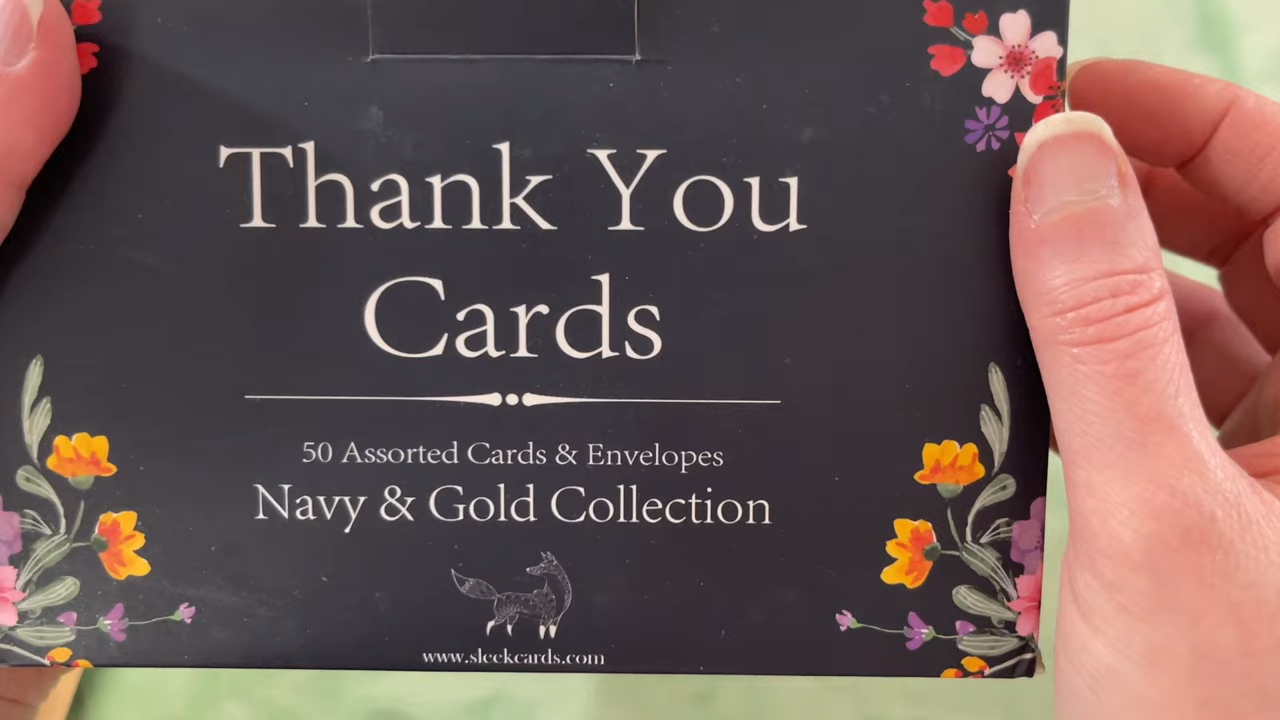 Thank You
Cards
50 Assorted Cards & Envelopes
Navy & Gold Collection
www.sleekcards.com